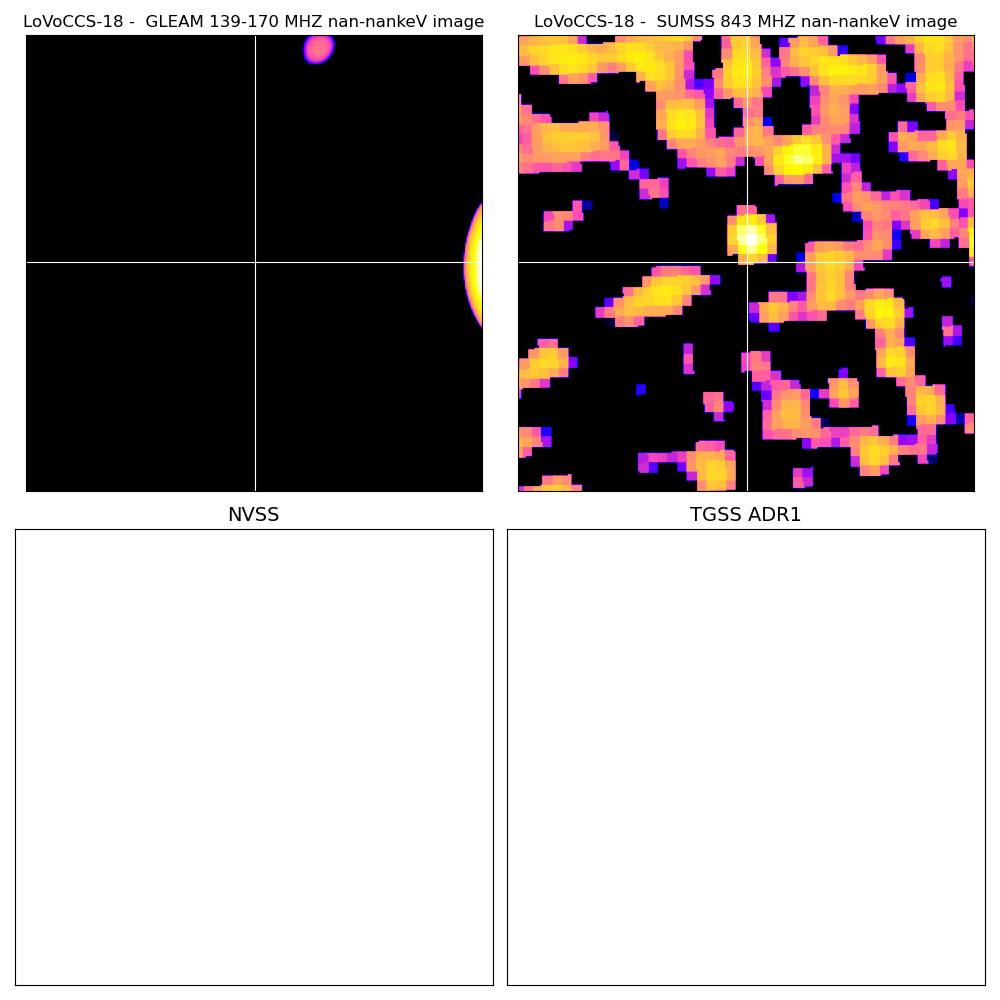 LoVoCCS-18 -  GLEAM 139-170 MHZ nan-nankeV image
LoVoCCS-18 -  SUMSS 843 MHZ nan-nankeV image
NVSS
TGSS ADR1